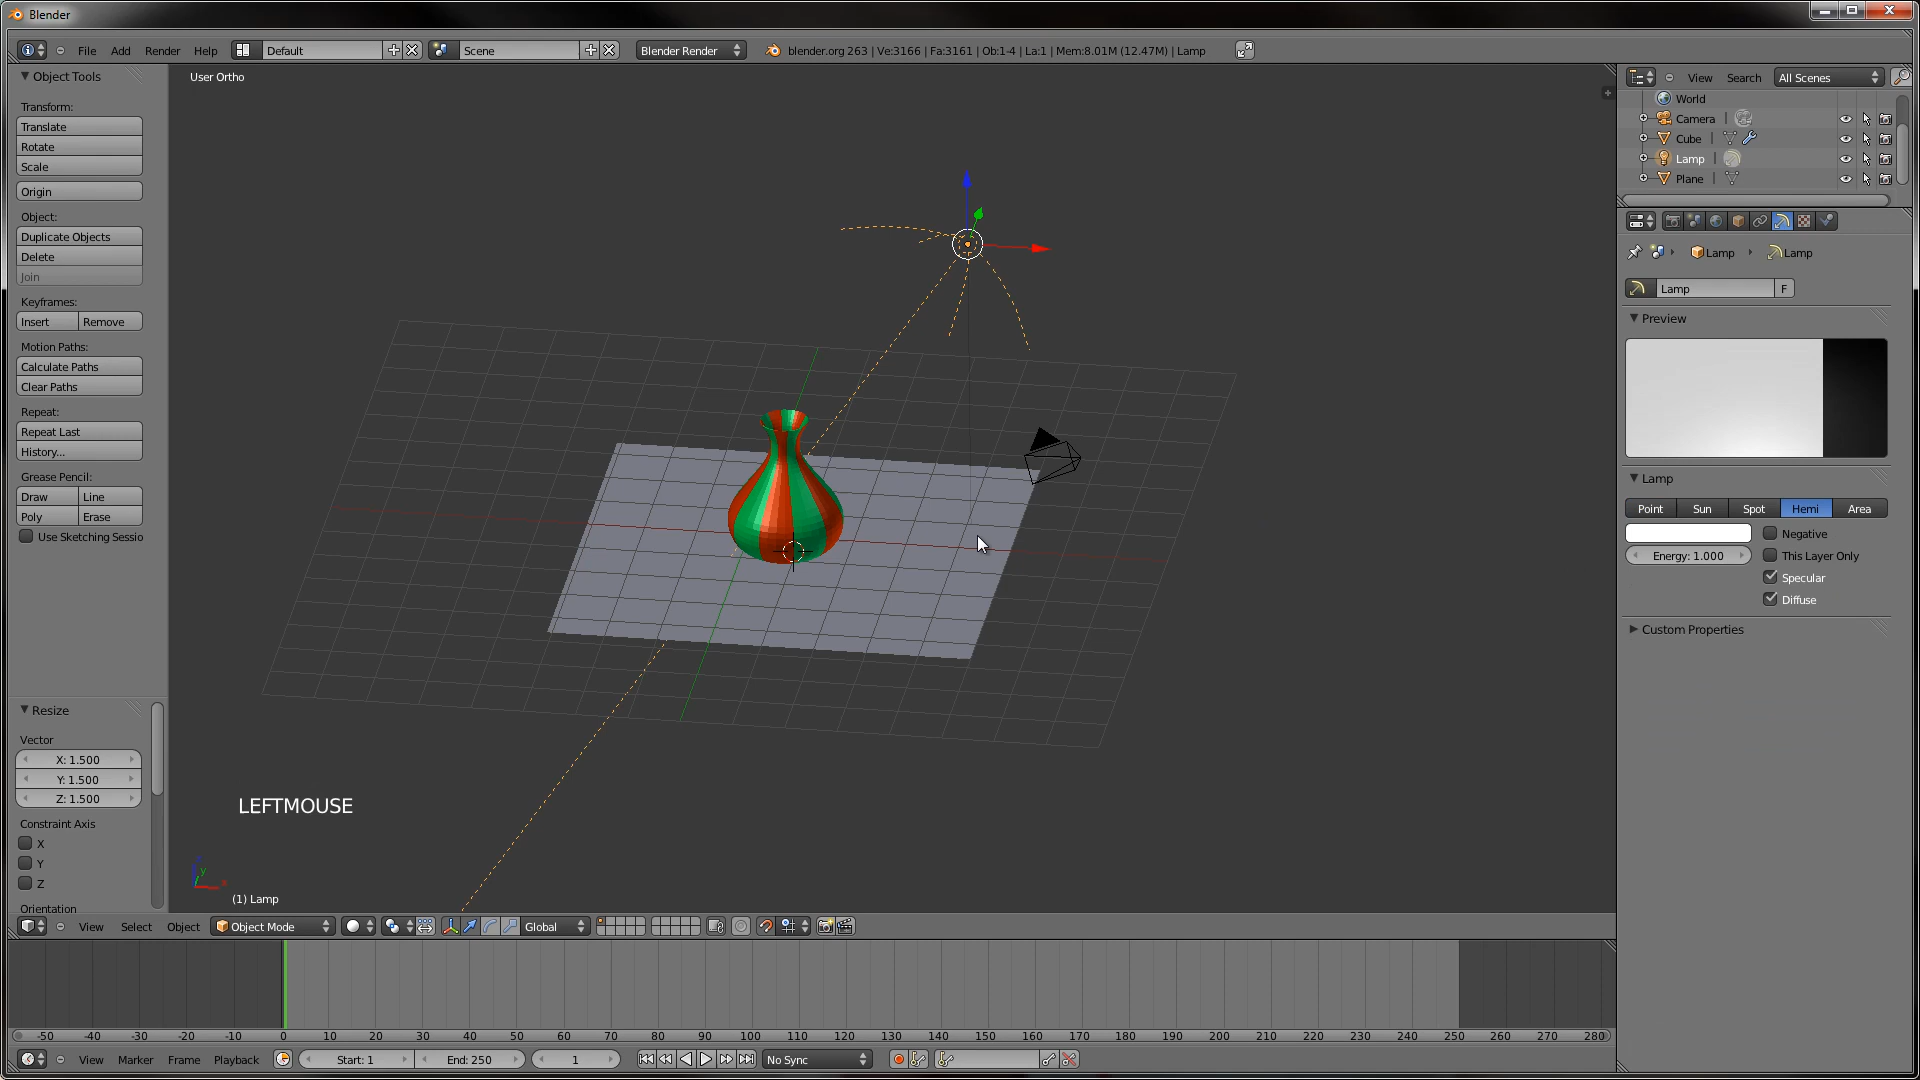 Blender
File Add Render Help Default Scene Blender Render blender.org 263 | Ve:3166 | Fa:3161 | Ob:1-4 | La:1 | Mem:8.01M (12.47M) | Lamp
Object Tools
Transform:
Translate
Rotate
Scale
Origin
Object:
Duplicate Objects
Delete
Join
Keyframes:
Insert Remove
Motion Paths:
Calculate Paths
Clear Paths
Repeat:
Repeat Last
History...
Grease Pencil:
Draw Line
Poly Erase
Use Sketching Sessio
Resize
Vector
X: 1.500
Y: 1.500
Z: 1.500
Constraint Axis
X
Y
Z
Orientation
User Ortho
LEFTMOUSE
(1) Lamp
View Select Object Object Mode Global
View Search All Scenes
World
Camera
Cube
Lamp
Plane
Lamp Lamp
Lamp F
Preview
Lamp
Point Sun Spot Hemi Area
Negative
Energy: 1.000 This Layer Only
Specular
Diffuse
Custom Properties
-50 -40 -30 -20 -10 0 10 20 30 40 50 60 70 80 90 100 110 120 130 140 150 160 170 180 190 200 210 220 230 240 250 260 270 280
View Marker Frame Playback Start: 1 End: 250 1 No Sync